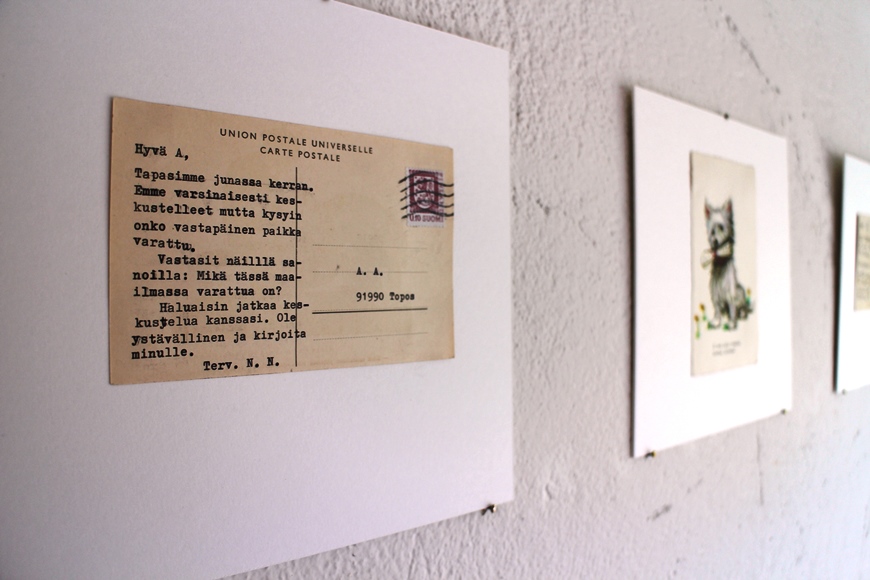 UNION POSTALE UNIVERSELLE
CARTE POSTALE
Hyvä A,
Tapasimme junassa kerran.
Emme varsinaisesti kes-
kustelleet mutta kysyin
onko vastapäinen paikka
varattu.
Vastasit näilllä sa-
noilla: Mikä tässä maa-
ilmassa varattua on?
Haluaisin jatkaa kes-
kustelua kanssasi. Ole
ystävällinen ja kirjoita
minulle.
Terv. N. N.
SUOMI
A. A.
91990 Topos